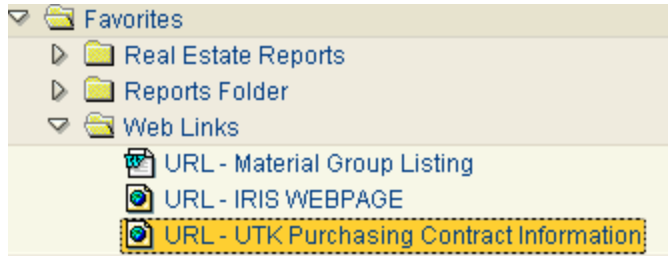 Favorites
Real Estate Reports
Reports Folder
Web Links
URL - Material Group Listing
URL - IRIS WEBPAGE
URL - UTK Purchasing Contract Information